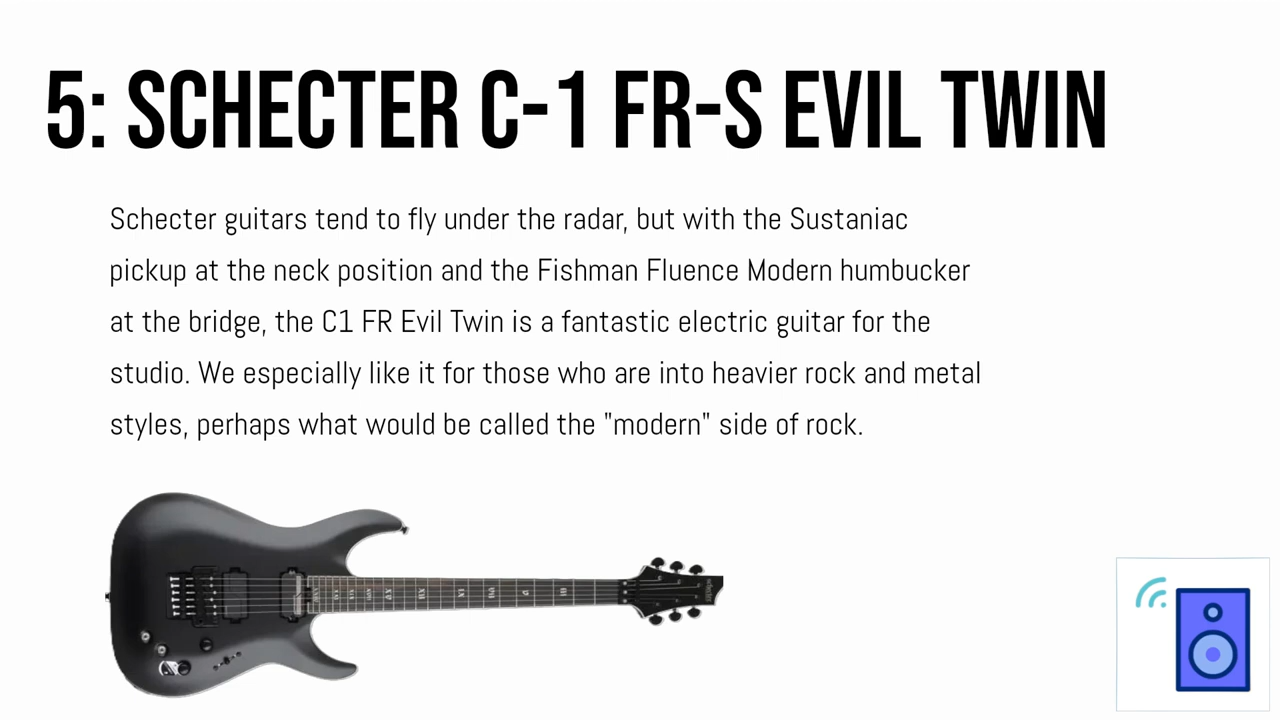 5: SCHECTER C-1 FR-S EVIL TWIN
Schecter guitars tend to fly under the radar, but with the Sustaniac
pickup at the neck position and the Fishman Fluence Modern humbucker
at the bridge, the C1 FR Evil Twin is a fantastic electric guitar for the
studio. We especially like it for those who are into heavier rock and metal
styles, perhaps what would be called the "modern" side of rock.